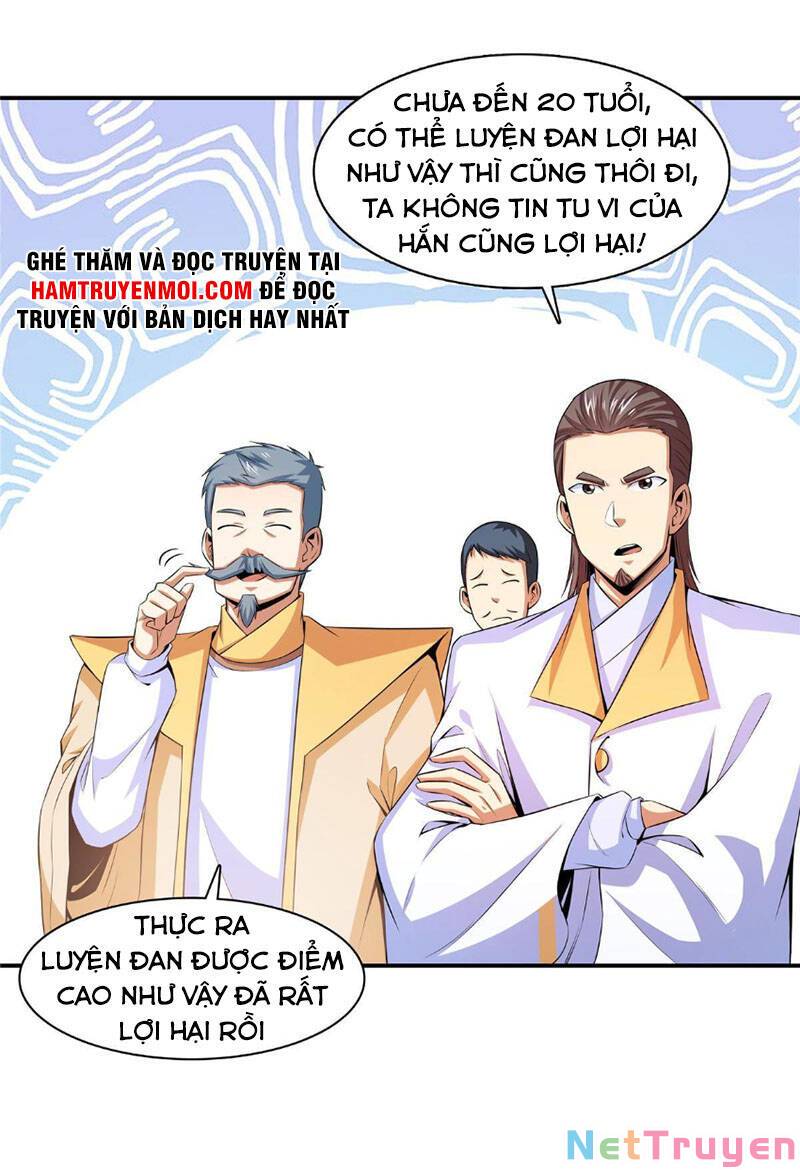 CHƯA ĐẾN 20 TUỔI,
CÓ THỂ LUYỆN ĐAN LỢI HẠI
NHƯ VẬY THÌ CŨNG THÔI ĐI,
TA KHÔNG TIN TU VI CỦA
HẮN CŨNG LỢI HẠI!
GHÉ THĂM VÀ ĐỌC TRUYỆN TẠI
HAMTRUYENMOI.COM ĐỂ ĐỌC
TRUYỆN VỚI BẢN DỊCH HAY NHẤT
THỰC RA
LUYỆN ĐAN ĐƯỢC ĐIỂM
CAO NHƯ VẬY ĐÃ RẤT
LỢI HẠI RỒI
NetTruyen